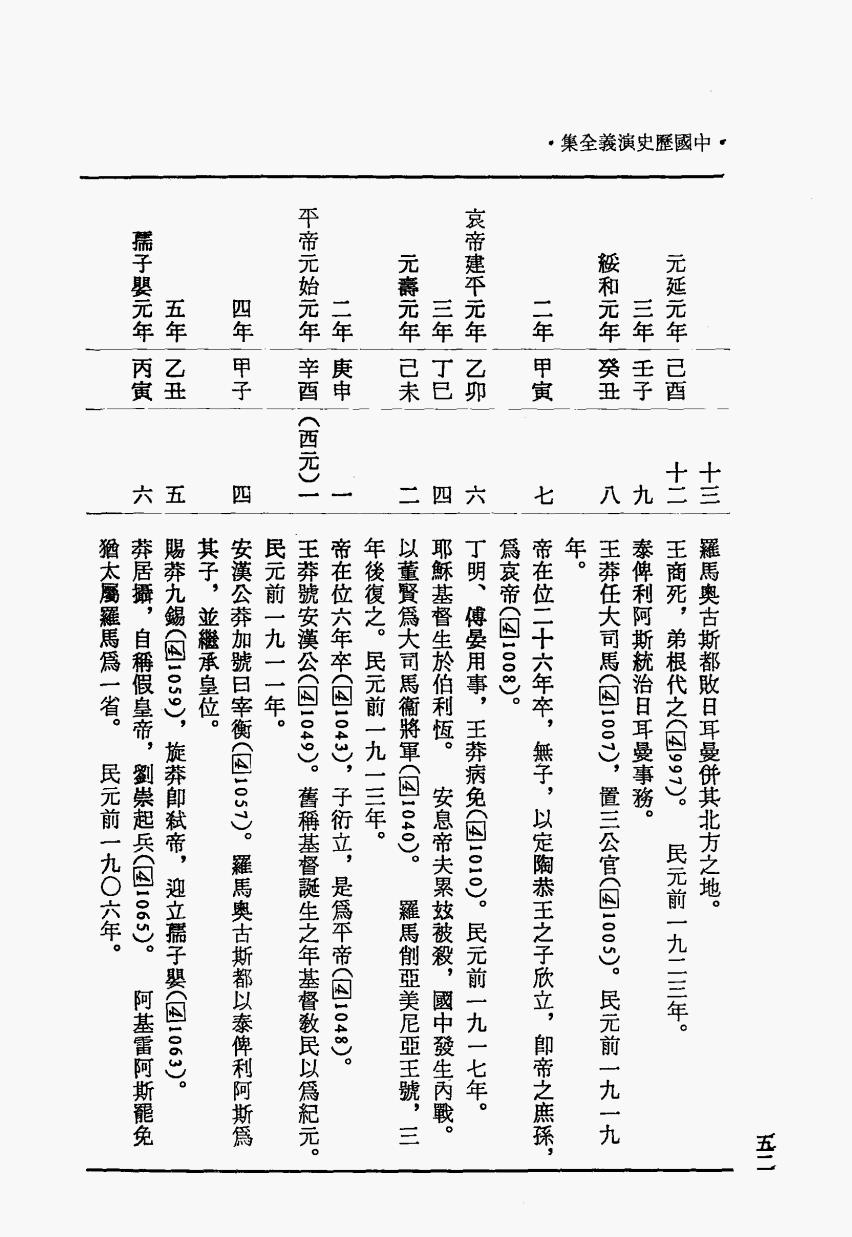 ·中國歷史演義全集·
十三 羅馬奧古斯都敗日耳曼併其北方之地。
元延元年 己酉 十二 王商死，弟根代之(4997)。 民元前一九二三年。
三年 壬子 九 泰俾利阿斯統治日耳曼事務。
綏和元年 癸丑 八 王莽任大司馬(41007)，置三公官(41005)。民元前一九一九
年。
二年 甲寅 七 帝在位二十六年卒，無子，以定陶恭王之子欣立，卽帝之庶孫，
爲哀帝(41008)。
哀帝建平元年 乙卯 六 丁明、傅晏用事，王莽病免(41010)。民元前一九一七年。
三年 丁巳 四 耶穌基督生於伯利恆。 安息帝夫累玆被殺，國中發生內戰。
元壽元年 己未 二 以董賢爲大司馬衞將軍(41040)。 羅馬創亞美尼亞王號，三
年後復之。民元前一九一三年。
二年 庚申 一 帝在位六年卒(41043)，子衍立，是爲平帝(41048)。
平帝元始元年 辛酉 (西元)一 王莽號安漢公(41049)。舊稱基督誕生之年基督敎民以爲紀元。
民元前一九一一年。
四年 甲子 四 安漢公莽加號曰宰衡(41057)。羅馬奧古斯都以泰俾利阿斯爲
其子，並繼承皇位。
五年 乙丑 五 賜莽九錫(41059)，旋莽卽弒帝，迎立孺子嬰(41063)。
孺子嬰元年 丙寅 六 莽居攝，自稱假皇帝，劉崇起兵(41065)。 阿基雷阿斯罷免
猶太屬羅馬爲一省。 民元前一九〇六年。
五二